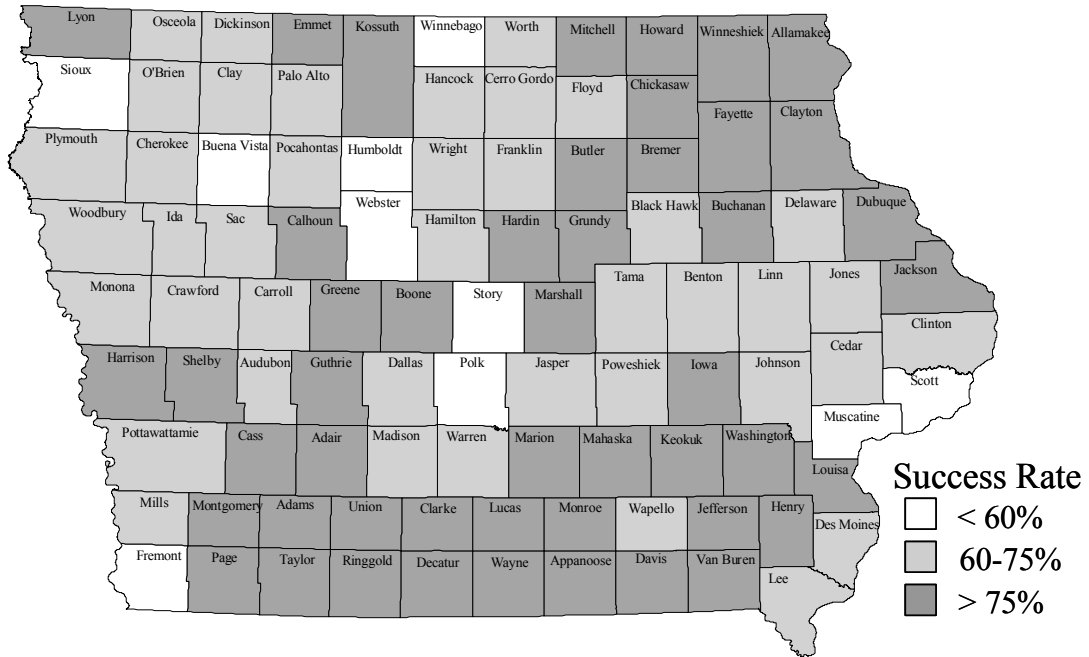 Lyon Osceola Dickinson Emmet Kossuth Winnebago Worth Mitchell Howard Winneshiek Allamakee
Sioux O'Brien Clay Palo Alto Hancock Cerro Gordo Floyd Chickasaw
Fayette Clayton
Plymouth Cherokee Buena Vista Pocahontas Humboldt Wright Franklin Butler Bremer
Woodbury Ida Sac Calhoun Webster Hamilton Hardin Grundy Black Hawk Buchanan Delaware Dubuque
Monona Crawford Carroll Greene Boone Story Marshall Tama Benton Linn Jones Jackson
Clinton
Harrison Shelby Audubon Guthrie Dallas Polk Jasper Poweshiek Iowa Johnson Cedar
Scott
Muscatine
Pottawattamie Cass Adair Madison Warren Marion Mahaska Keokuk Washington
Louisa
Mills Montgomery Adams Union Clarke Lucas Monroe Wapello Jefferson Henry Des Moines
Fremont Page Taylor Ringgold Decatur Wayne Appanoose Davis Van Buren Lee
Success Rate
< 60%
60-75%
> 75%